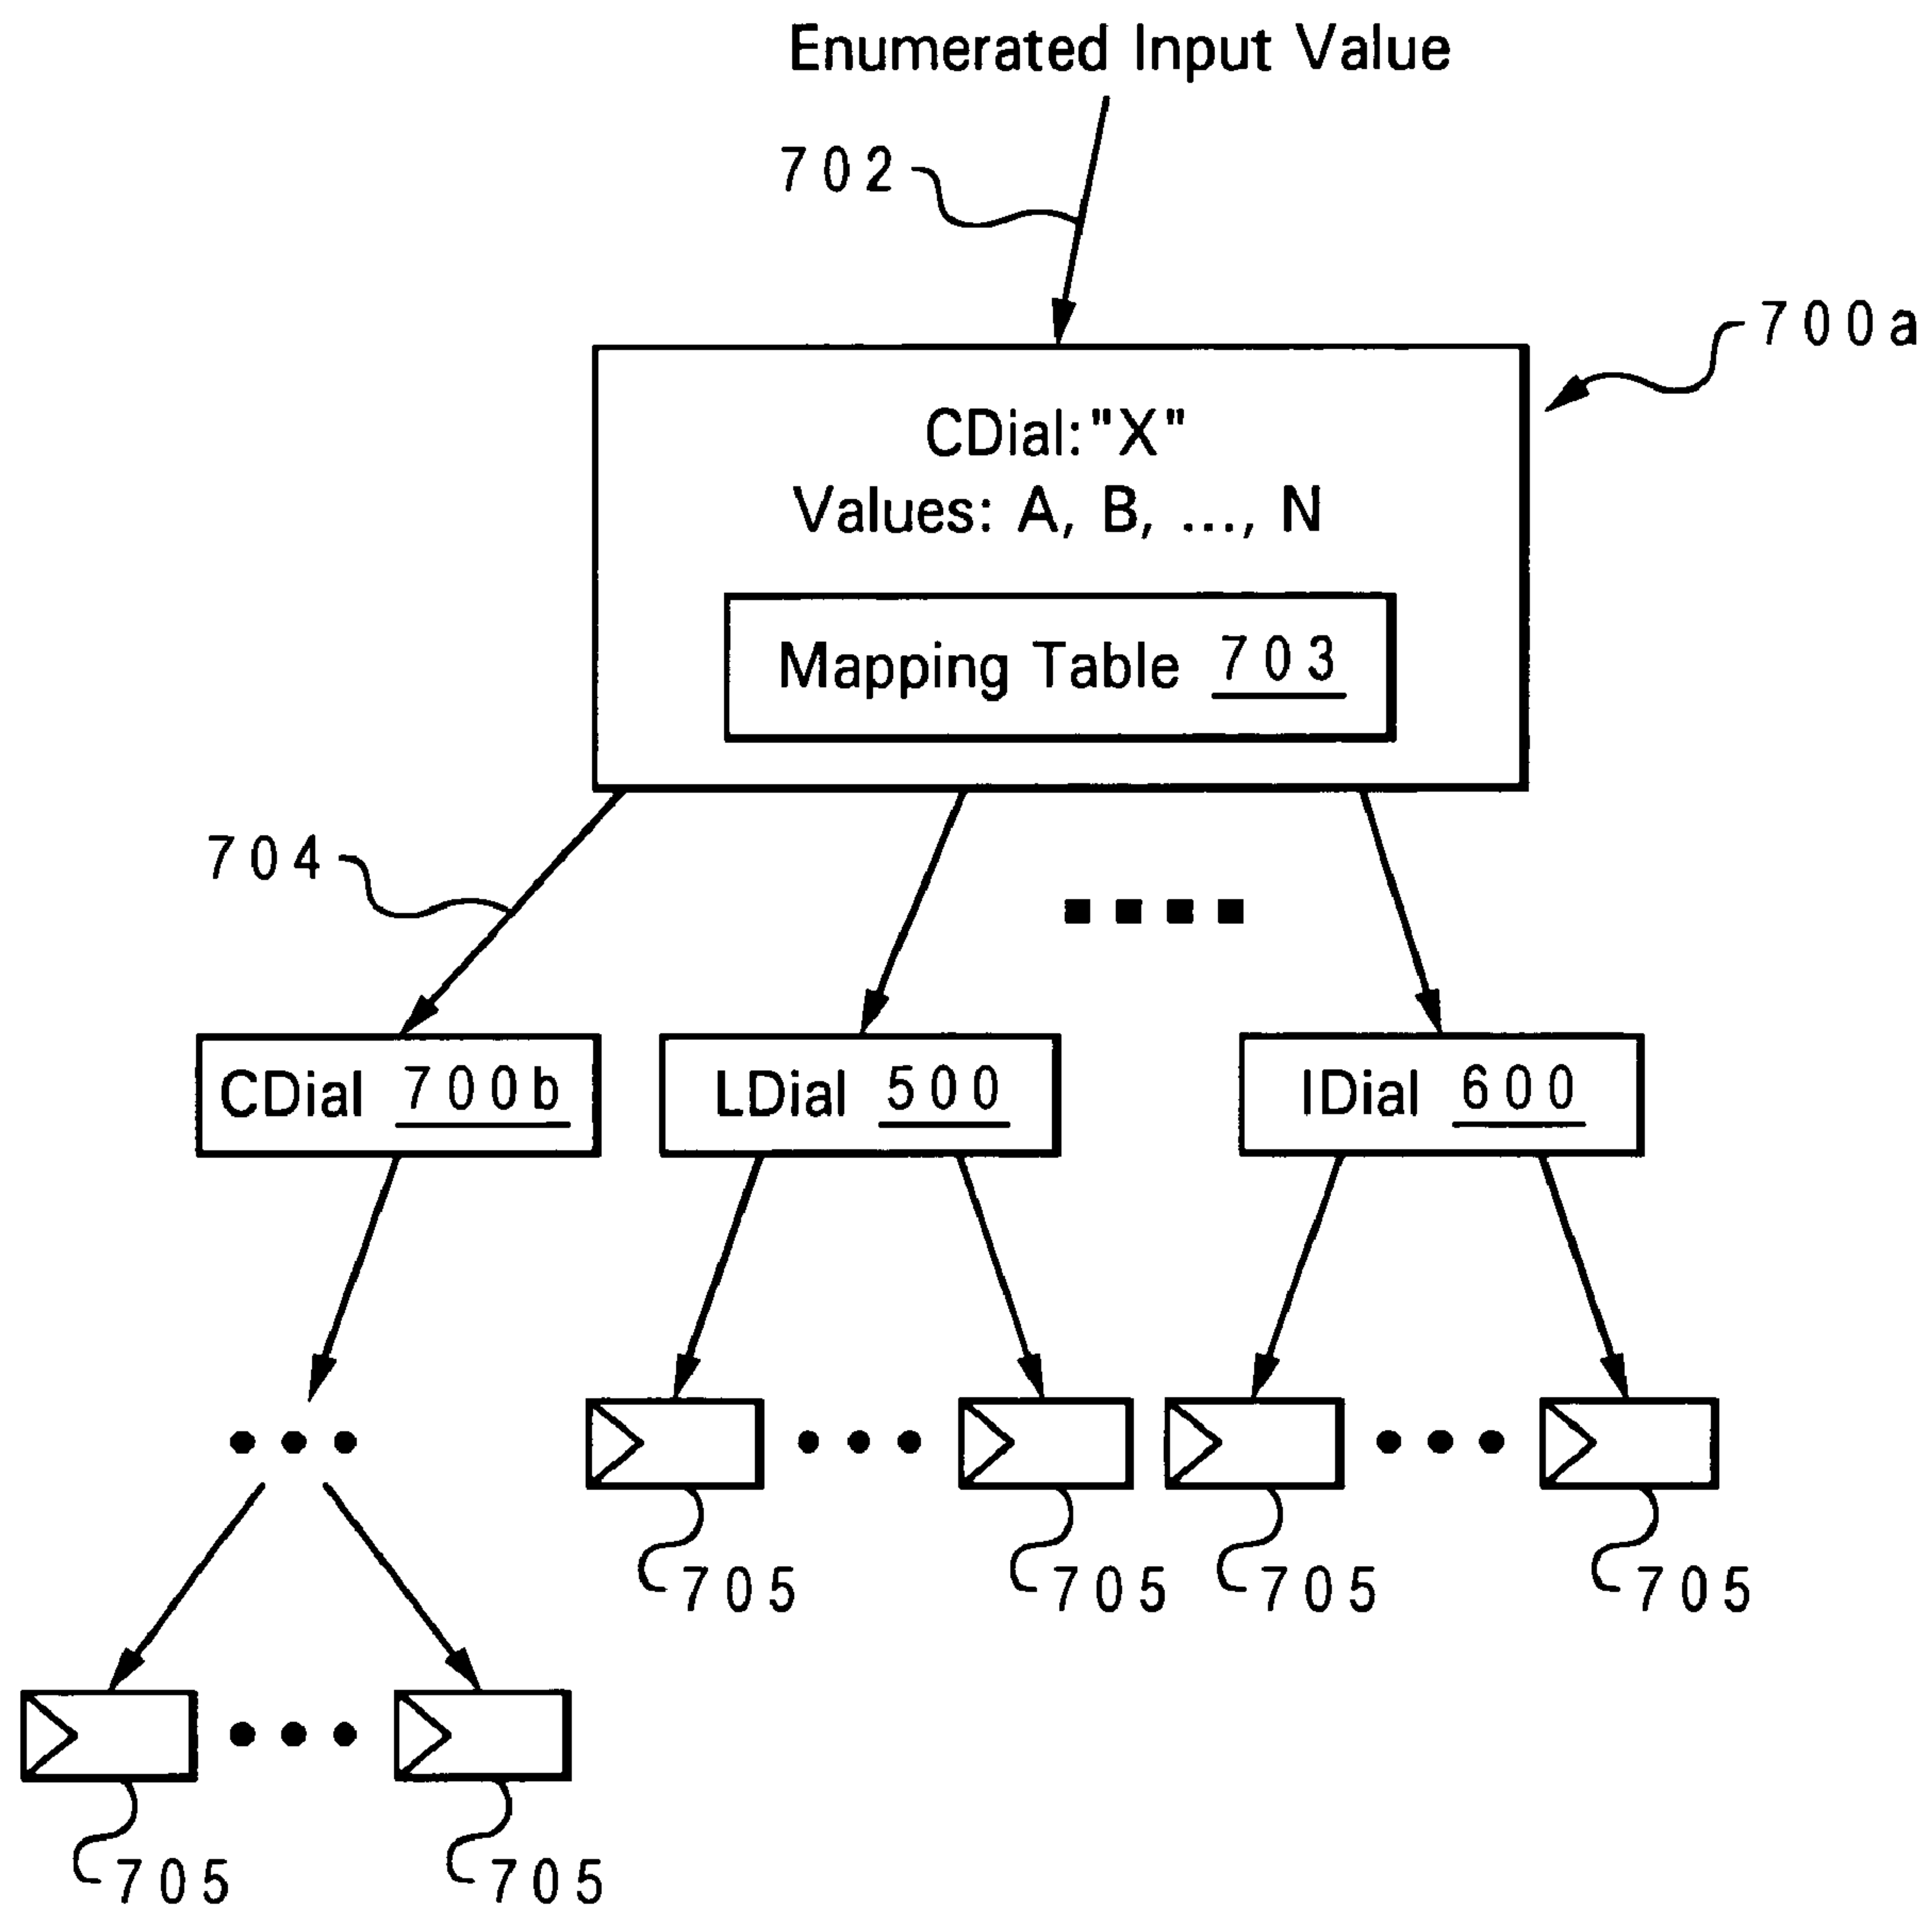 Enumerated Input Value
702
700a
CDial:"X"
Values: A, B, ..., N
Mapping Table 703
704
CDial 700b
LDial 500
IDial 600
705
705
705
705
705
705